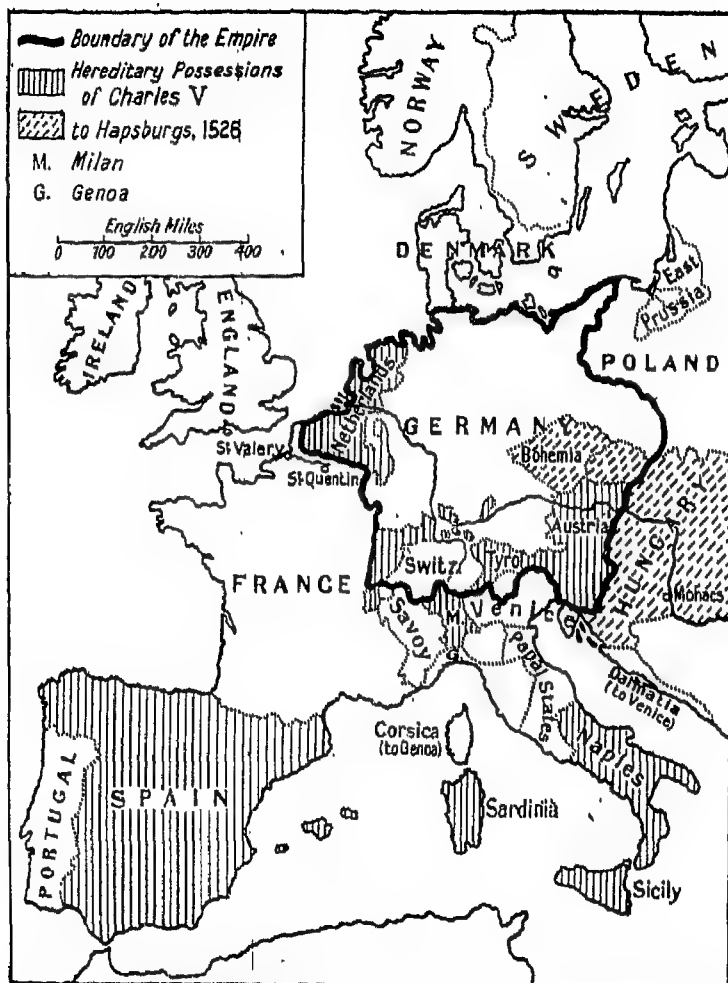 Boundary of the Empire
Hereditary Possessions
of Charles V
to Hapsburgs, 1526
M. Milan
G. Genoa
English Miles
0 100 200 300 400
NORWAY
SWEDEN
DENMARK
East
Prussia
IRELAND
ENGLAND
POLAND
Netherlands
GERMANY
St Valery
St Quentin
Bohemia
HUNGARY
Austria
Switz
Tyrol
FRANCE
Mohacs
Savoy
M.
Venice
G.
Papal States
Dalmatia
(to Venice)
Corsica
(to Genoa)
Naples
PORTUGAL
SPAIN
Sardinia
Sicily